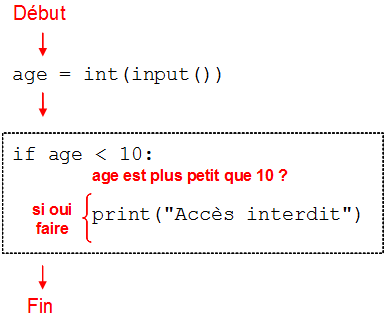 Début
age = int(input())
if age < 10:
age est plus petit que 10 ?
si oui
faire
print("Accès interdit")
Fin